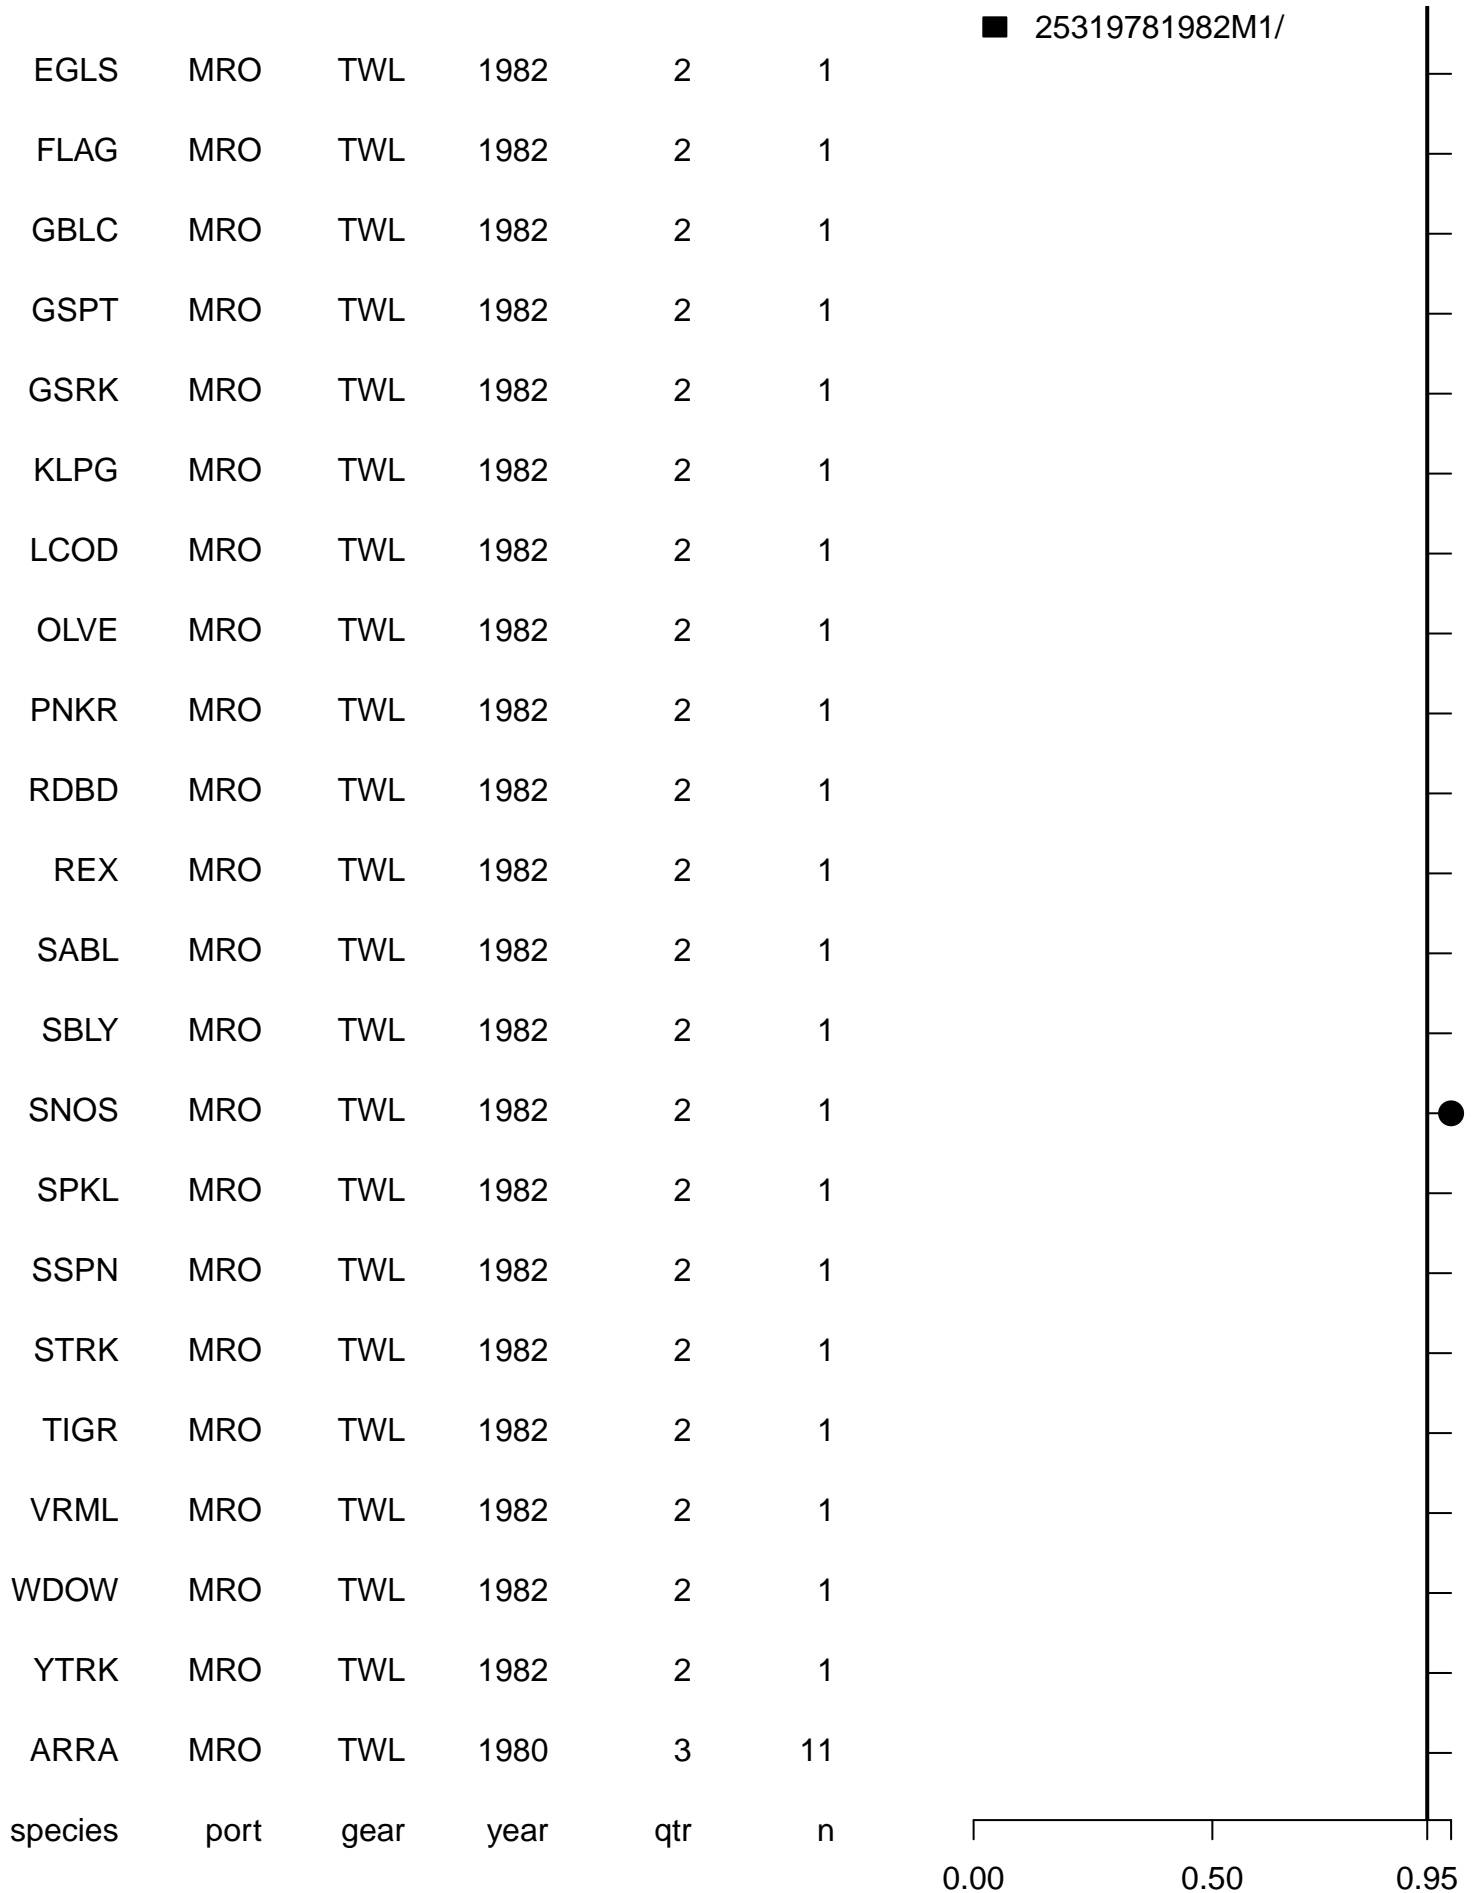 25319781982M1/
EGLS MRO TWL 1982 2 1
FLAG MRO TWL 1982 2 1
GBLC MRO TWL 1982 2 1
GSPT MRO TWL 1982 2 1
GSRK MRO TWL 1982 2 1
KLPG MRO TWL 1982 2 1
LCOD MRO TWL 1982 2 1
OLVE MRO TWL 1982 2 1
PNKR MRO TWL 1982 2 1
RDBD MRO TWL 1982 2 1
REX MRO TWL 1982 2 1
SABL MRO TWL 1982 2 1
SBLY MRO TWL 1982 2 1
SNOS MRO TWL 1982 2 1
SPKL MRO TWL 1982 2 1
SSPN MRO TWL 1982 2 1
STRK MRO TWL 1982 2 1
TIGR MRO TWL 1982 2 1
VRML MRO TWL 1982 2 1
WDOW MRO TWL 1982 2 1
YTRK MRO TWL 1982 2 1
ARRA MRO TWL 1980 3 11
species port gear year qtr n
0.00 0.50 0.95